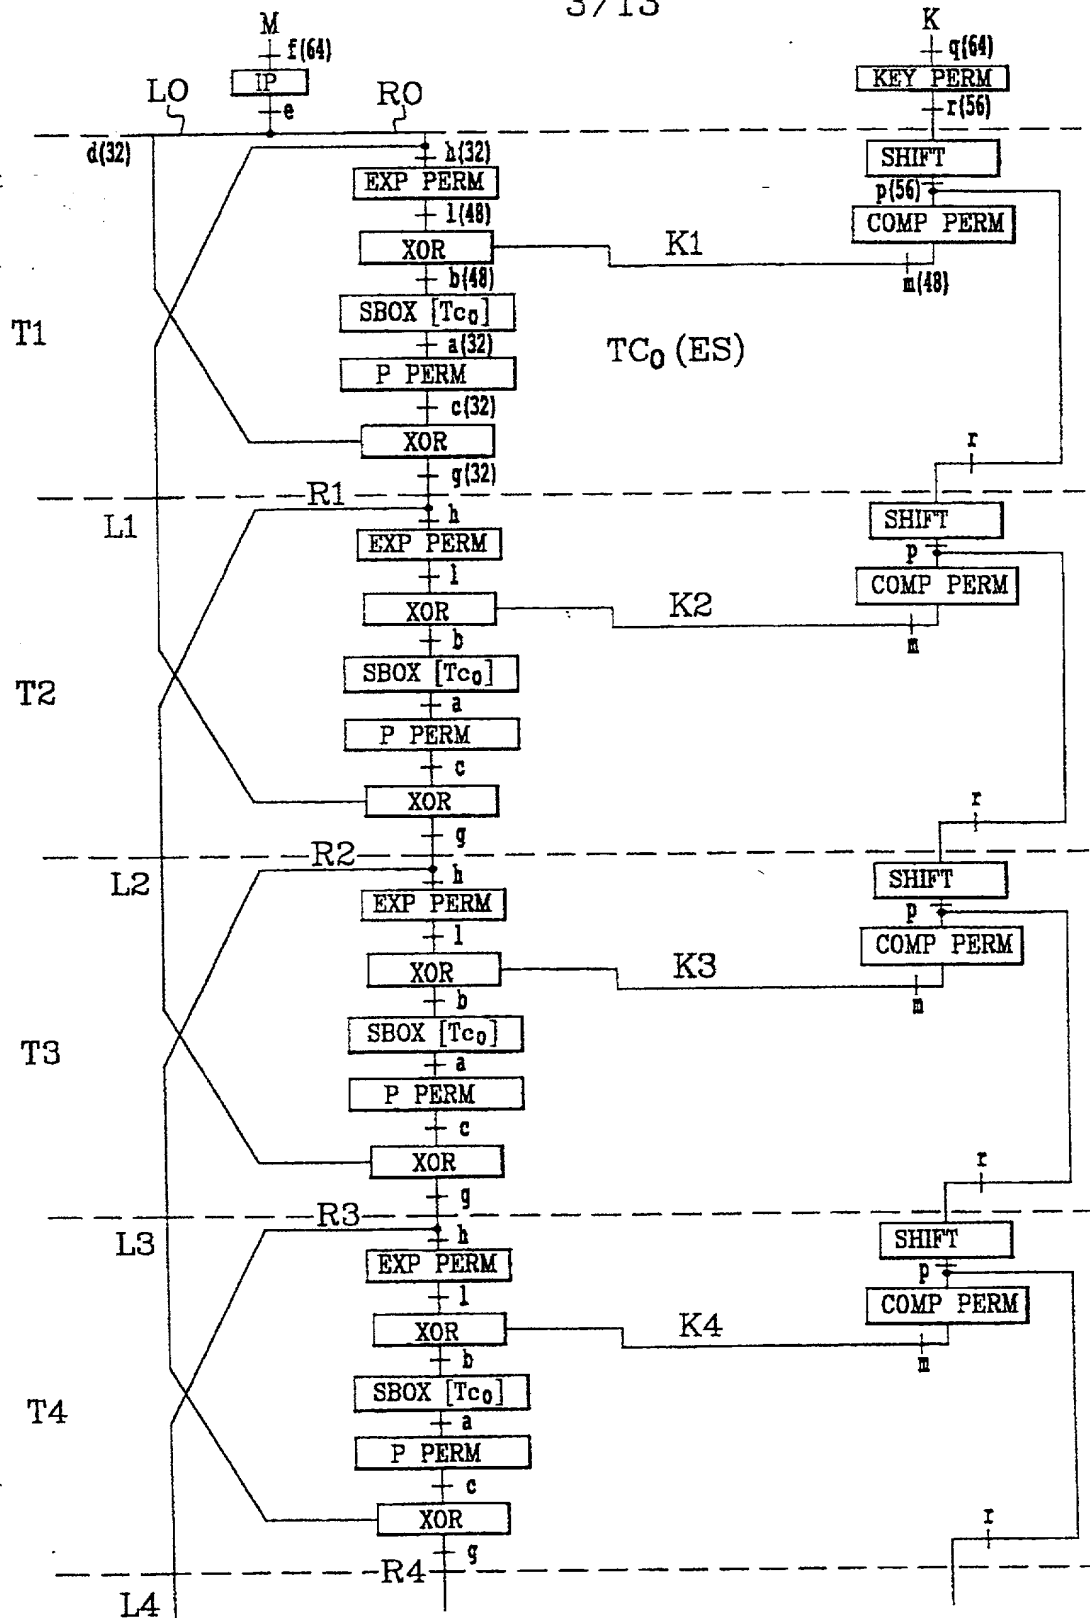 3/13
M K
f(64) q(64)
IP KEY PERM
L0 R0 e r(56)
d(32)
h(32) SHIFT
EXP PERM p(56)
l(48) COMP PERM
XOR K1
b(48) m(48)
SBOX [Tc₀]
T1 a(32) TC₀ (ES)
P PERM
c(32)
XOR r
g(32)
R1
L1 h SHIFT
EXP PERM p
l COMP PERM
XOR K2
b m
SBOX [Tc₀]
T2 a
P PERM
c
XOR r
g
R2
L2 h SHIFT
EXP PERM p
l COMP PERM
XOR K3
b m
SBOX [Tc₀]
T3 a
P PERM
c
XOR r
g
R3
L3 h SHIFT
EXP PERM p
l COMP PERM
XOR K4
b m
SBOX [Tc₀]
T4 a
P PERM
c
XOR r
g
R4
L4